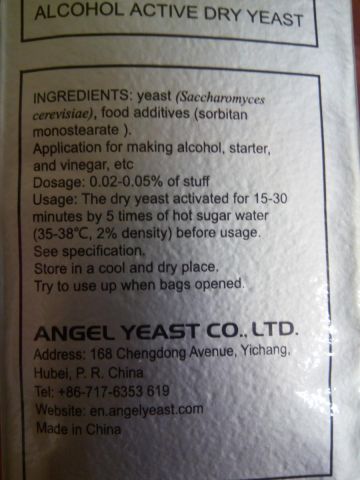 ALCOHOL ACTIVE DRY YEAST
INGREDIENTS: yeast (Saccharomyces
cerevisiae), food additives (sorbitan
monostearate ).
Application for making alcohol, starter,
and vinegar, etc
Dosage: 0.02-0.05% of stuff
Usage: The dry yeast activated for 15-30
minutes by 5 times of hot sugar water
(35-38℃, 2% density) before usage.
See specification.
Store in a cool and dry place.
Try to use up when bags opened.
ANGEL YEAST CO., LTD.
Address: 168 Chengdong Avenue, Yichang,
Hubei, P. R. China
Tel: +86-717-6353 619
Website: en.angelyeast.com
Made in China